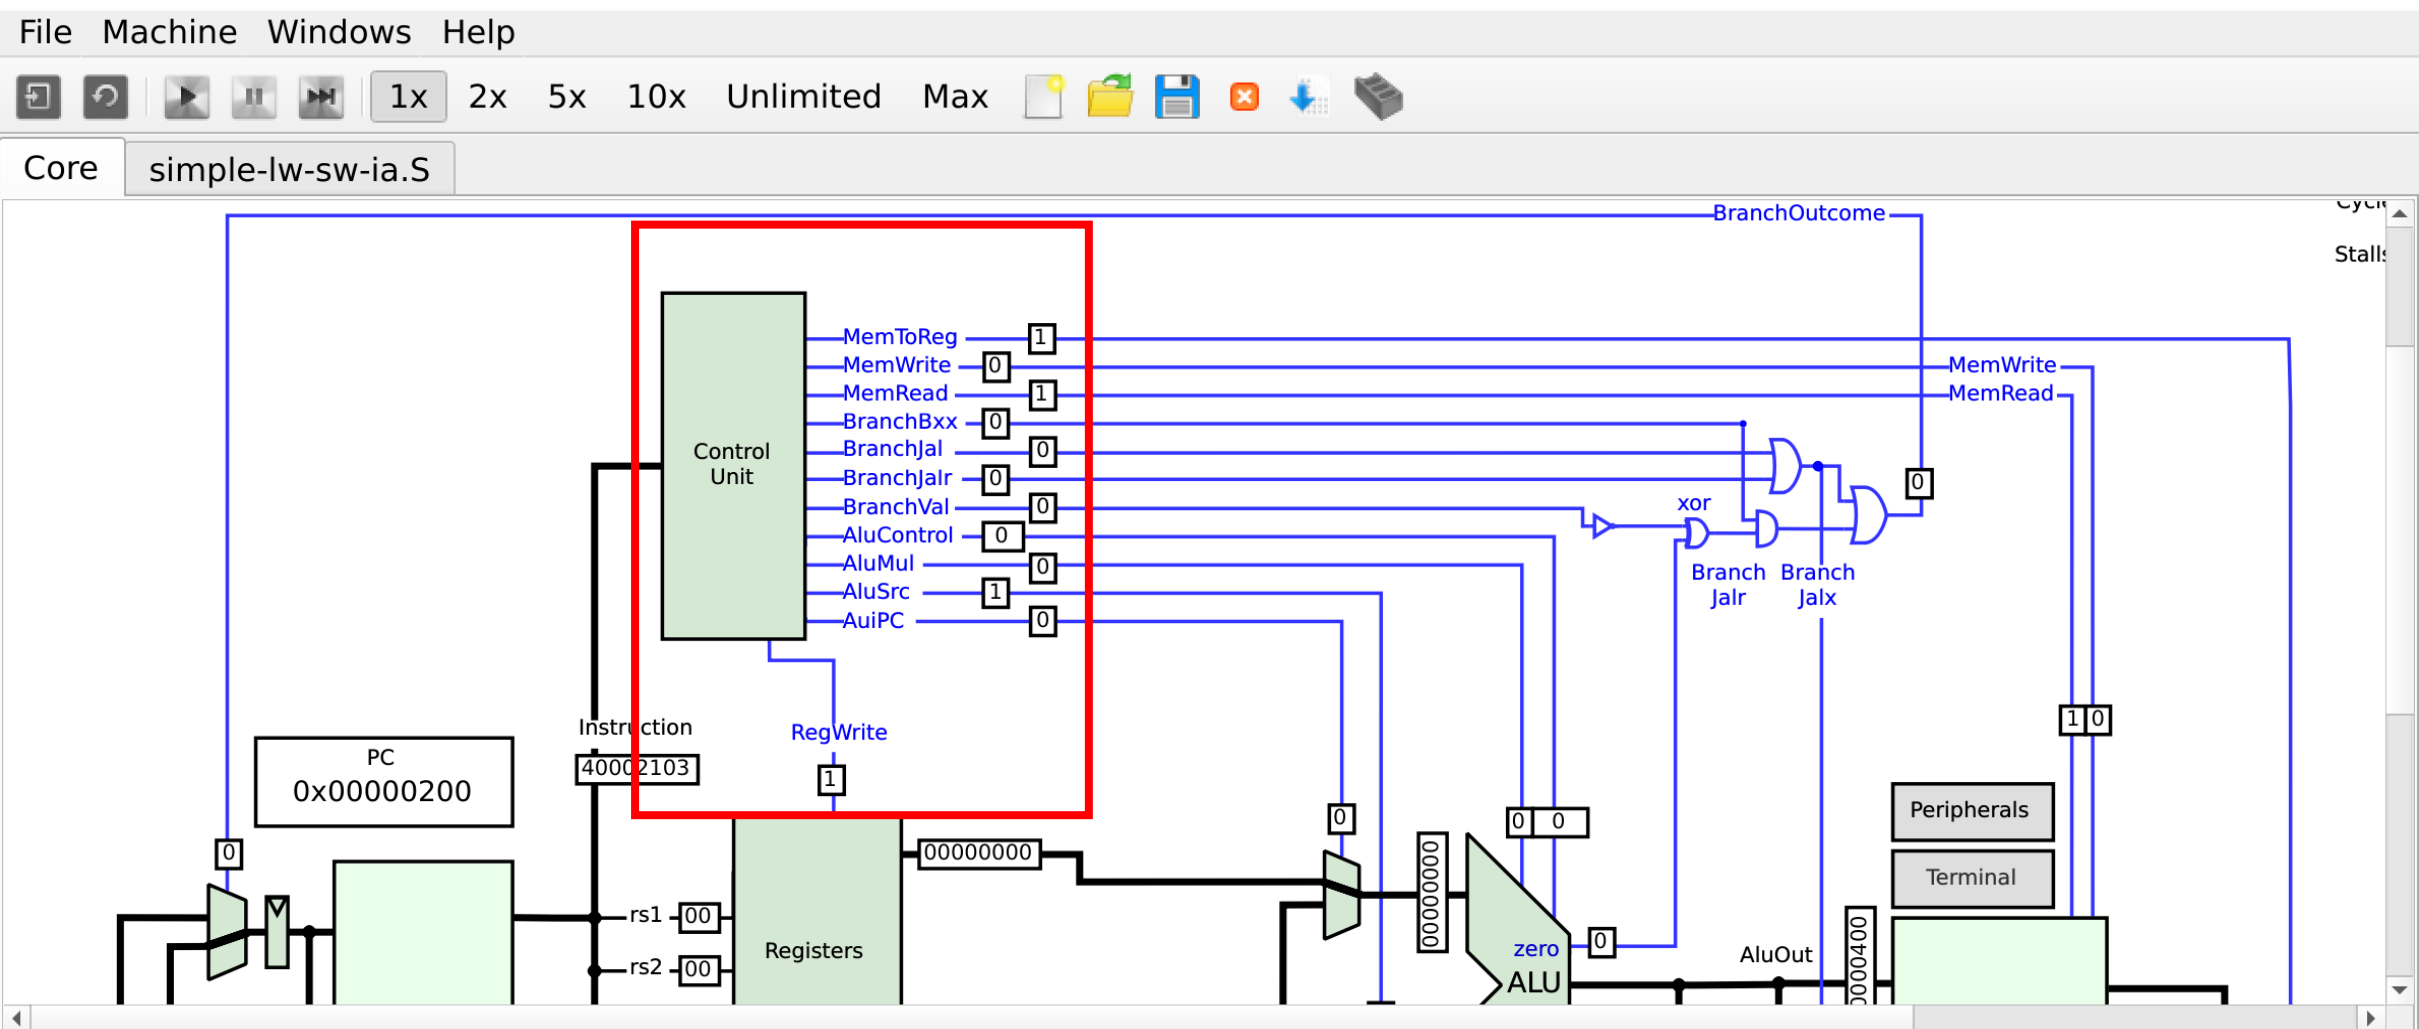 File Machine Windows Help
1x 2x 5x 10x Unlimited Max
Core simple-lw-sw-ia.S
BranchOutcome
Stalls
MemToReg 1
MemWrite 0 MemWrite
MemRead 1 MemRead
BranchBxx 0
BranchJal 0
Control
Unit
BranchJalr 0
0
BranchVal 0
xor
AluControl 0
AluMul 0
AluSrc 1
AuiPC 0
Branch
Jalr
Branch
Jalx
Instruction
40002103
RegWrite
1
1 0
PC
0x00000200
0
0
0 0
Peripherals
Terminal
00000000
00000000
rs1 00
rs2 00
Registers
zero 0
ALU
AluOut
0000400